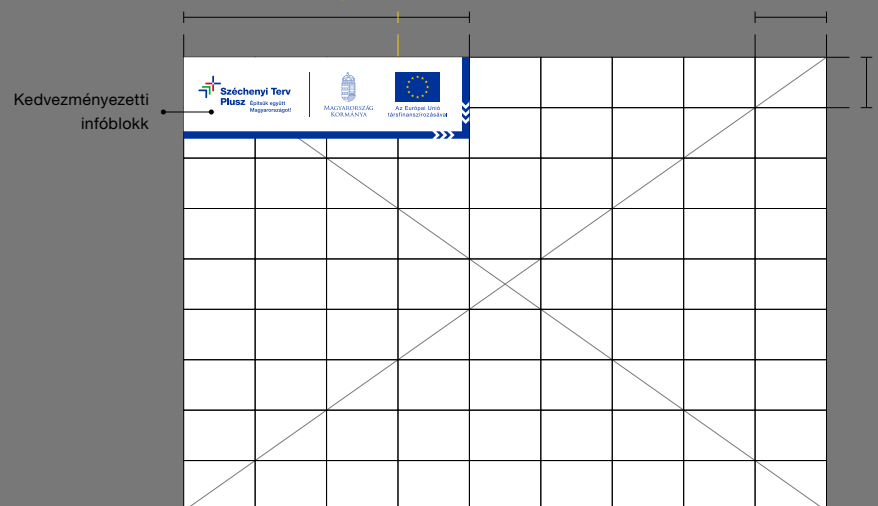 Kedvezményezetti
infóblokk
Széchenyi Terv
Plusz Építsük együtt
Magyarországot!
MAGYARORSZÁG
KORMÁNYA
Az Európai Unió
társfinanszírozásával